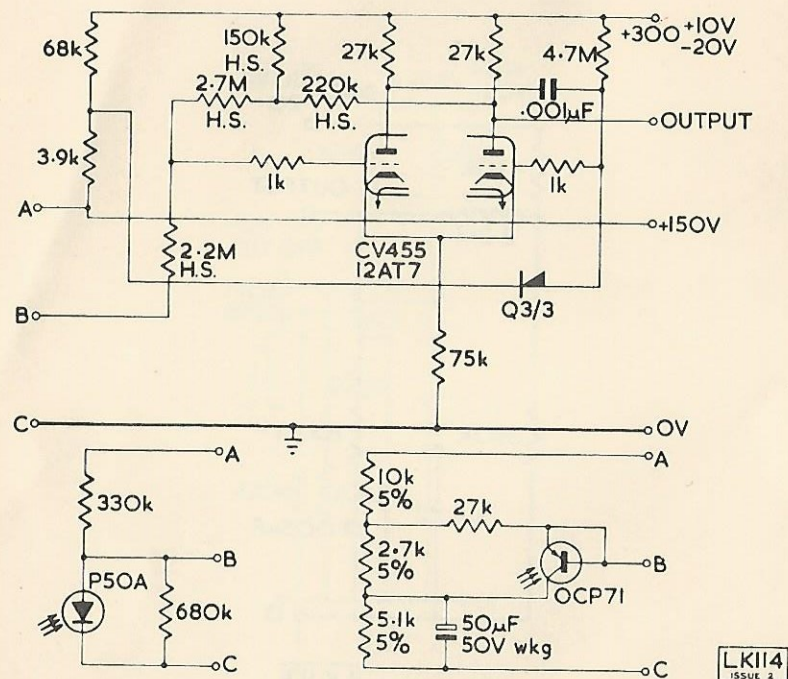 68k
150k
H.S.
27k
27k
4.7M
+300 +10V
-20V
2.7M
H.S.
220k
H.S.
.001µF
OUTPUT
3.9k
1k
1k
A
+150V
2.2M
H.S.
CV455
12AT7
Q3/3
B
75k
C
0V
A
330k
B
P50A
680k
C
A
10k
5%
27k
2.7k
5%
B
OCP71
5.1k
5%
50µF
50V wkg
C
LK114
ISSUE 2